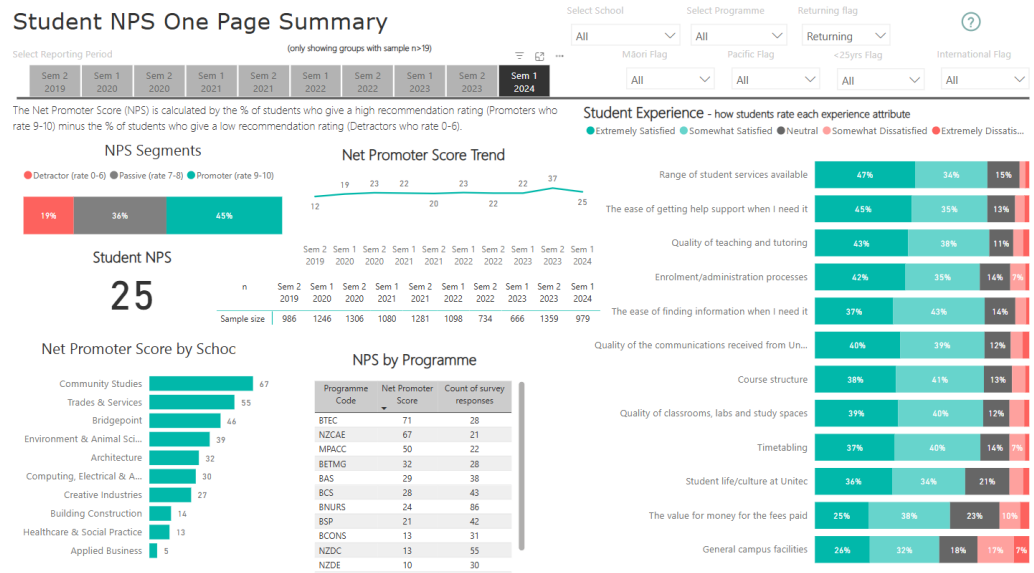 Student NPS One Page Summary
(only showing groups with sample n>19)
Select School
Select Programme
Returning flag
All
All
Returning
?
Select Reporting Period
Māori Flag
Pacific Flag
<25yrs Flag
International Flag
All
All
All
All
Sem 2 2019
Sem 1 2020
Sem 2 2020
Sem 1 2021
Sem 2 2021
Sem 1 2022
Sem 2 2022
Sem 1 2023
Sem 2 2023
Sem 1 2024
The Net Promoter Score (NPS) is calculated by the % of students who give a high recommendation rating (Promoters who
rate 9-10) minus the % of students who give a low recommendation rating (Detractors who rate 0-6).
NPS Segments
Detractor (rate 0-6) Passive (rate 7-8) Promoter (rate 9-10)
19% 36% 45%
Student NPS
25
Net Promoter Score Trend
12 19 23 22 20 23 22 22 37 25
Sem 2 Sem 1 Sem 2 Sem 1 Sem 2 Sem 1 Sem 2 Sem 1 Sem 2 Sem 1
2019 2020 2020 2021 2021 2022 2022 2023 2023 2024
n Sem 2 Sem 1 Sem 2 Sem 1 Sem 2 Sem 1 Sem 2 Sem 1 Sem 2 Sem 1
2019 2020 2020 2021 2021 2022 2022 2023 2023 2024
Sample size 986 1246 1306 1080 1281 1098 734 666 1359 979
Net Promoter Score by Schoc
Community Studies 67
Trades & Services 55
Bridgepoint 46
Environment & Animal Sci... 39
Architecture 32
Computing, Electrical & A... 30
Creative Industries 27
Building Construction 14
Healthcare & Social Practice 13
Applied Business 5
NPS by Programme
Programme Net Promoter Count of survey
Code Score responses
BTEC 71 28
NZCAE 67 21
MPACC 50 22
BETMG 32 28
BAS 29 38
BCS 28 43
BNURS 24 86
BSP 21 42
BCONS 13 31
NZDC 13 55
NZDE 10 30
Student Experience - how students rate each experience attribute
Extremely Satisfied Somewhat Satisfied Neutral Somewhat Dissatisfied Extremely Dissatis...
Range of student services available 47% 34% 15%
The ease of getting help support when I need it 45% 35% 13%
Quality of teaching and tutoring 43% 38% 11%
Enrolment/administration processes 42% 35% 14% 7%
The ease of finding information when I need it 37% 43% 14%
Quality of the communications received from Un... 40% 39% 12%
Course structure 38% 41% 13%
Quality of classrooms, labs and study spaces 39% 40% 12%
Timetabling 37% 40% 14% 7%
Student life/culture at Unitec 36% 34% 21%
The value for money for the fees paid 25% 38% 23% 10%
General campus facilities 26% 32% 18% 17% 7%